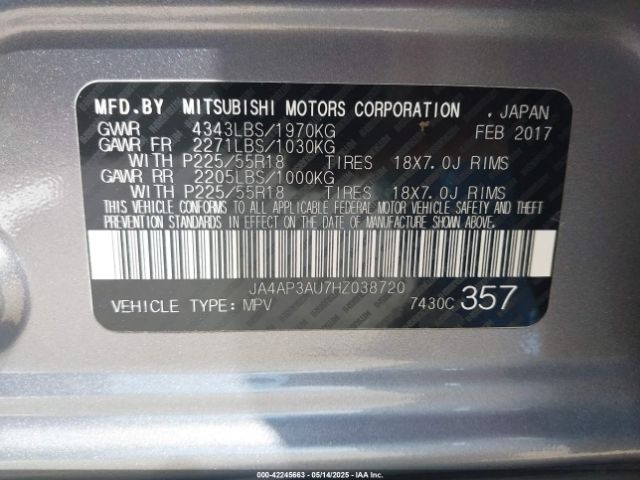 MFD.BY MITSUBISHI MOTORS CORPORATION . JAPAN
GVWR 4343LBS/1970KG FEB 2017
GAWR FR 2271LBS/1030KG
WITH P225/55R18 TIRES 18X7.0J RIMS
GAWR RR 2205LBS/1000KG
WITH P225/55R18 TIRES 18X7.0J RIMS
THIS VEHICLE CONFORMS TO ALL APPLICABLE FEDERAL MOTOR VEHICLE SAFETY AND THEFT
PREVENTION STANDARDS IN EFFECT ON THE DATE OF MANUFACTURE SHOWN ABOVE.
JA4AP3AU7HZ038720
VEHICLE TYPE: MPV 7430C 357
000-42245663 - 05/14/2025 - IAAC